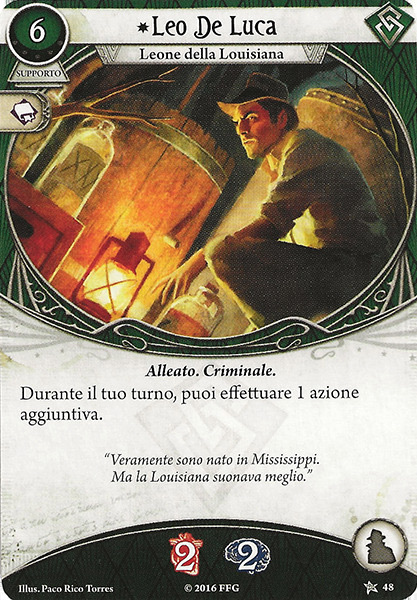 6
*Leo De Luca
SUPPORTO
Leone della Louisiana
Alleato. Criminale.
Durante il tuo turno, puoi effettuare 1 azione
aggiuntiva.
“Veramente sono nato in Mississippi.
Ma la Louisiana suonava meglio.”
2 2
Illus. Paco Rico Torres © 2016 FFG 48